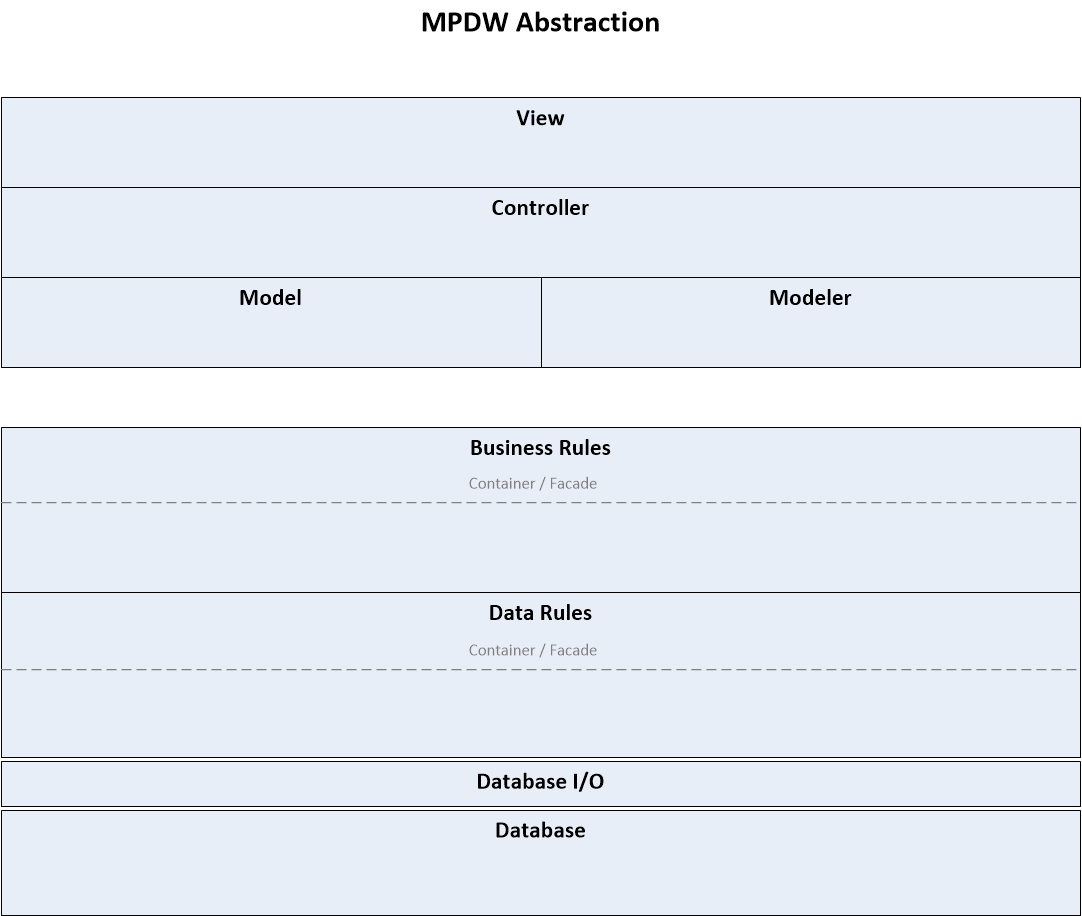 MPDW Abstraction
View
Controller
Model
Modeler
Business Rules
Container / Facade
Data Rules
Container / Facade
Database I/O
Database